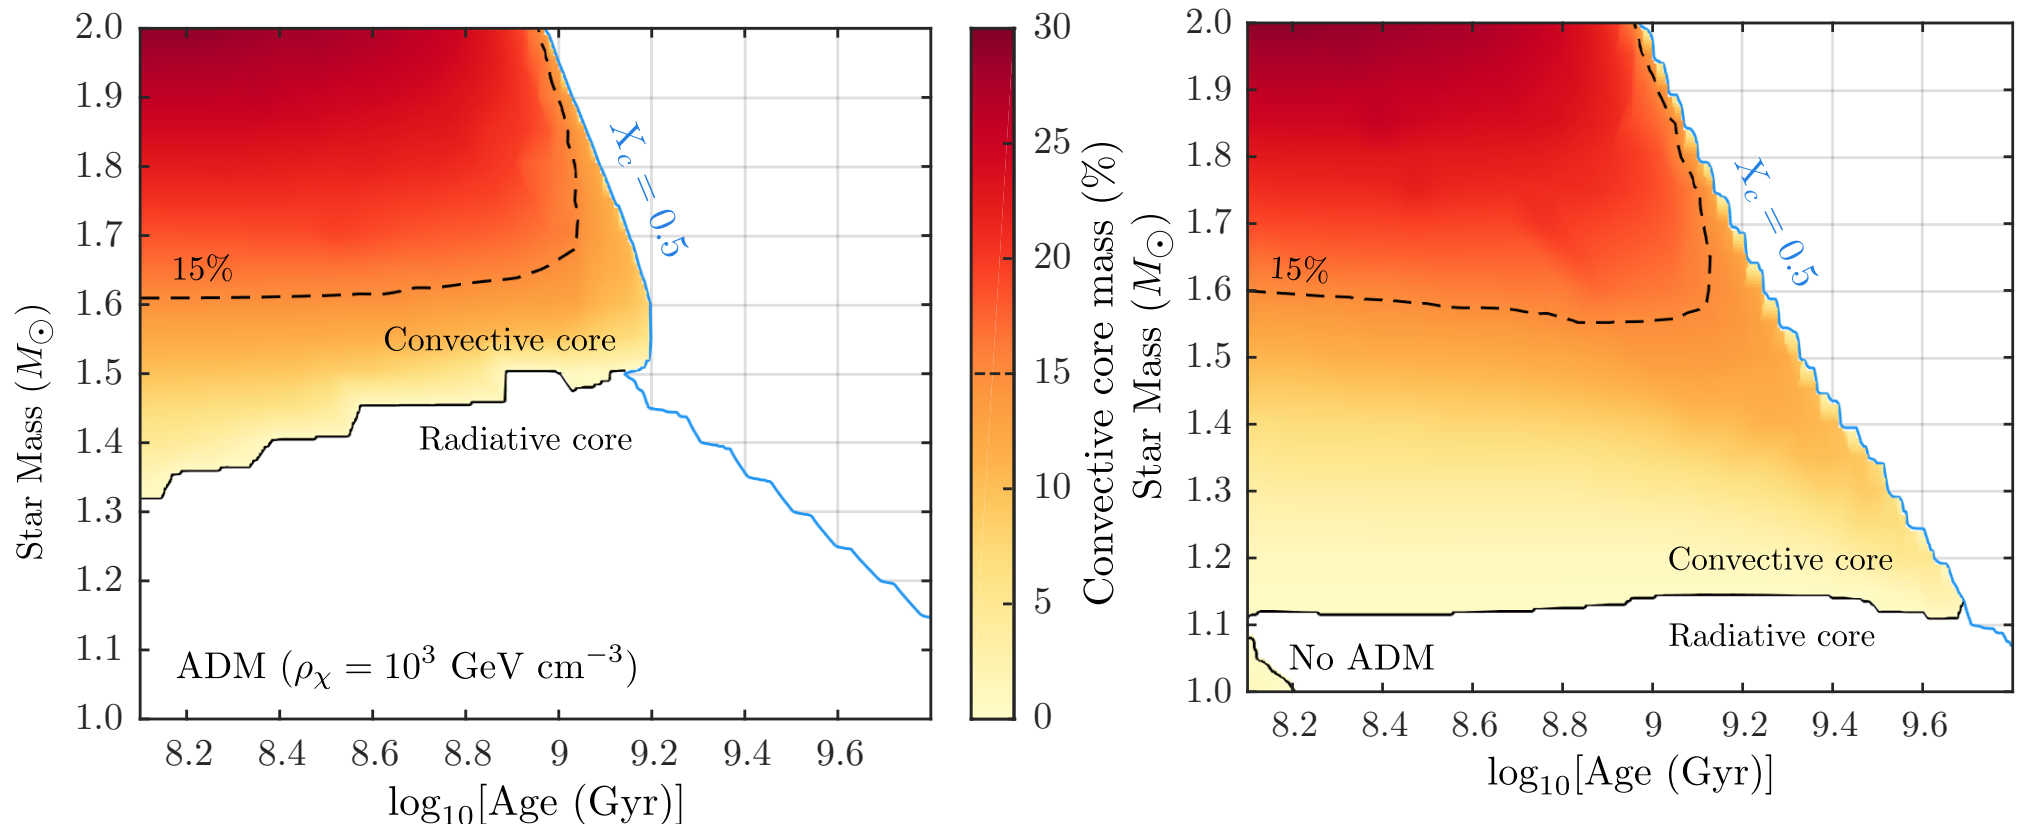 2.0
1.9
1.8
1.7
1.6
1.5
1.4
1.3
1.2
1.1
1.0
Star Mass (M⊙)
15%
X_c = 0.5
Convective core
Radiative core
ADM (ρ_χ = 10³ GeV cm⁻³)
8.2 8.4 8.6 8.8 9 9.2 9.4 9.6
log₁₀[Age (Gyr)]
30
25
20
15
10
5
0
Convective core mass (%)
2.0
1.9
1.8
1.7
1.6
1.5
1.4
1.3
1.2
1.1
1.0
Star Mass (M⊙)
15%
X_c = 0.5
Convective core
Radiative core
No ADM
8.2 8.4 8.6 8.8 9 9.2 9.4 9.6
log₁₀[Age (Gyr)]